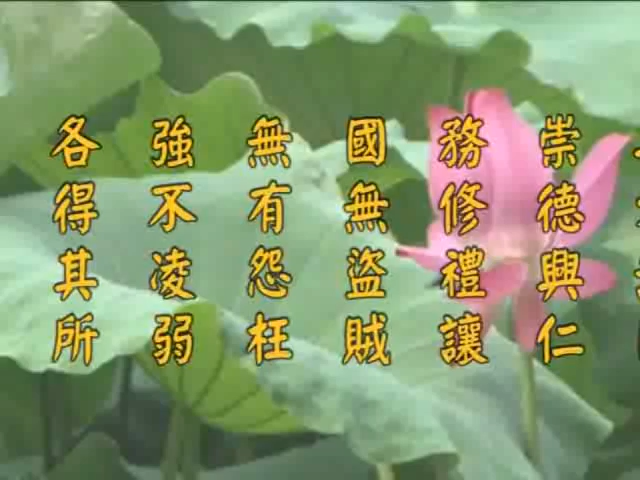 崇德興仁
務修禮讓
國無盜賊
無有怨枉
強不凌弱
各得其所